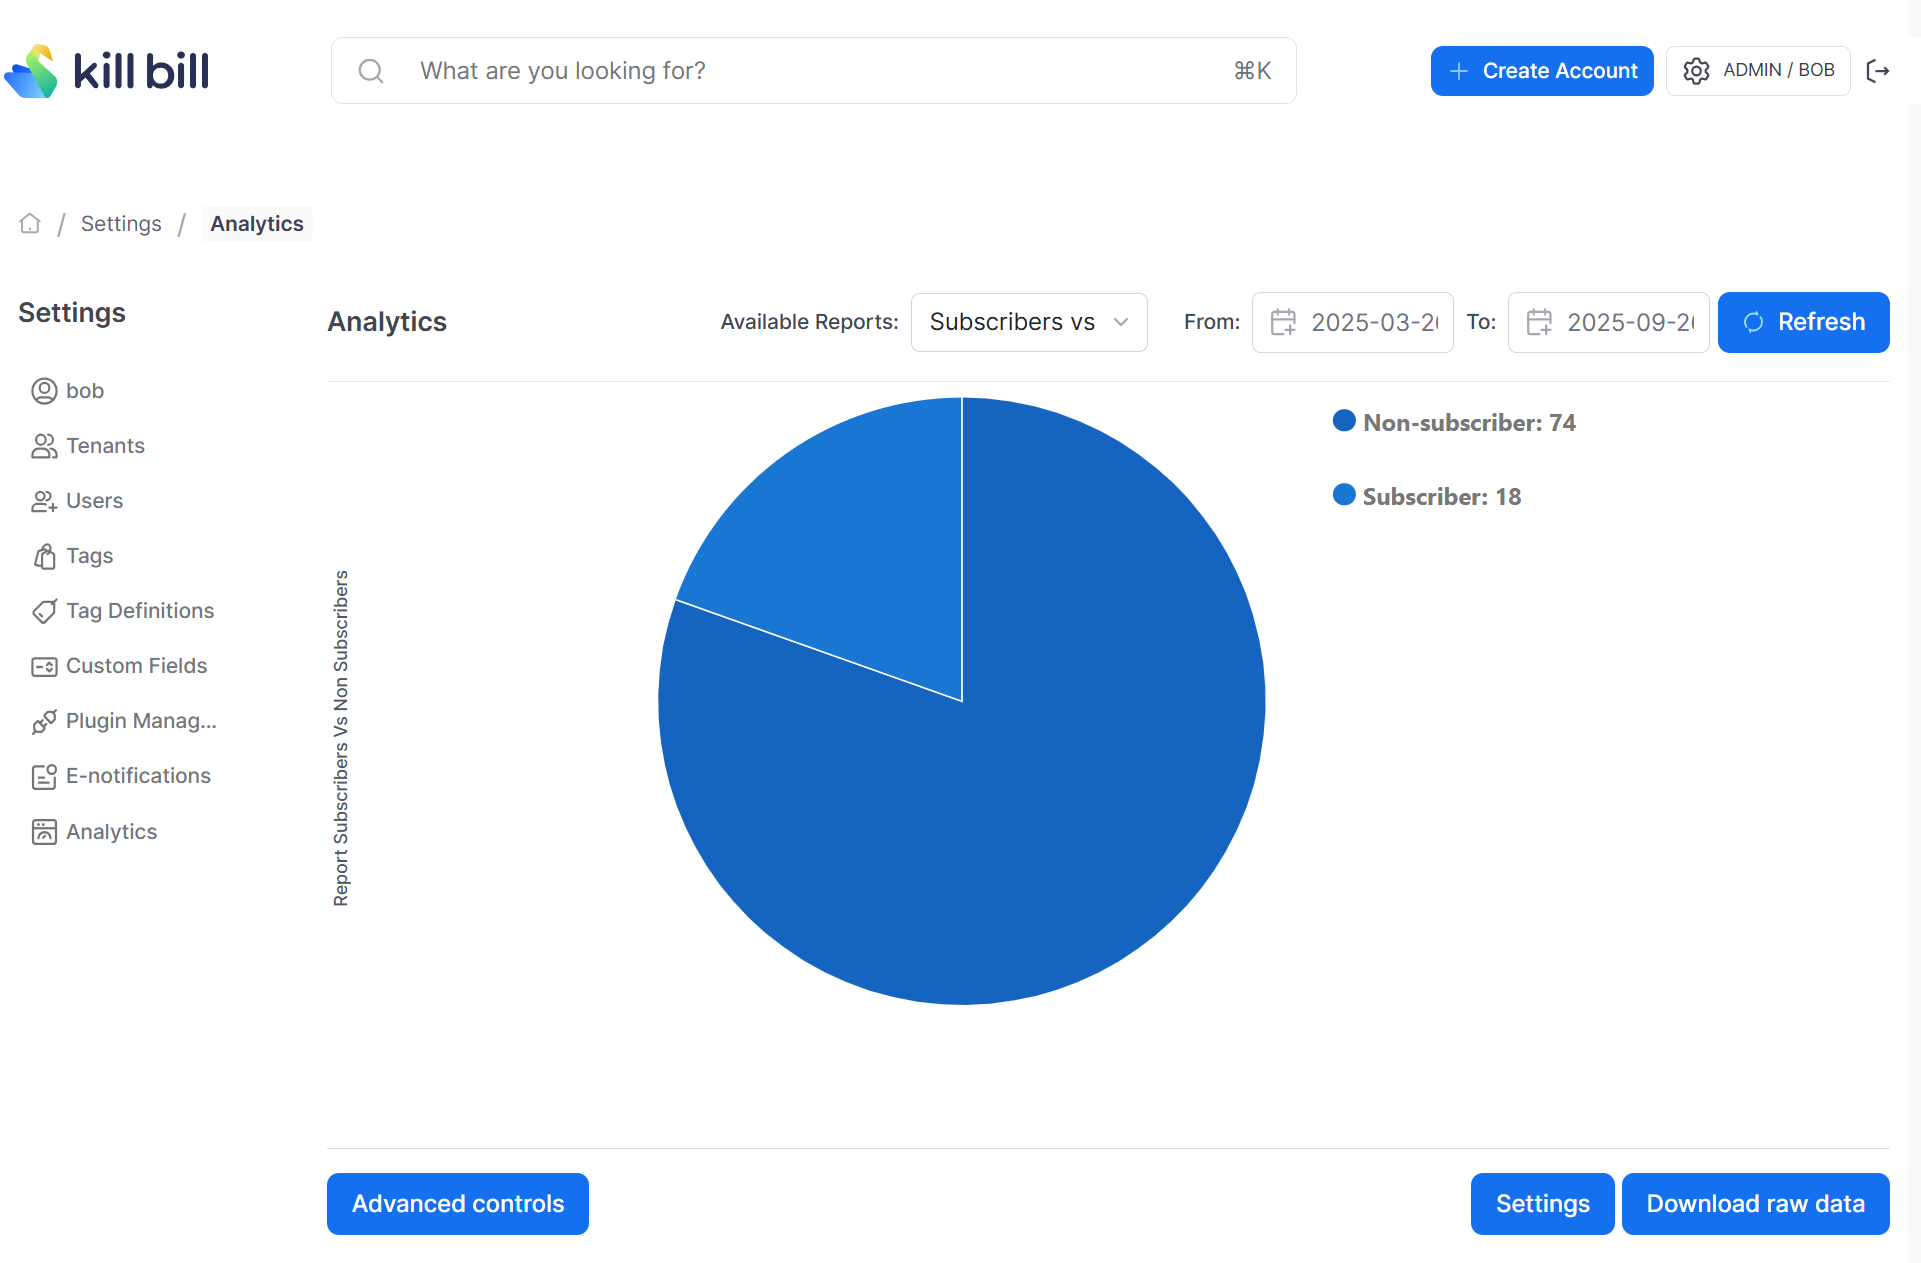 kill bill
What are you looking for?
⌘K
Create Account
ADMIN / BOB
/ Settings / Analytics
Settings
bob
Tenants
Users
Tags
Tag Definitions
Custom Fields
Plugin Manag...
E-notifications
Analytics
Analytics
Available Reports: Subscribers vs
From: 2025-03-2
To: 2025-09-2
Refresh
Report Subscribers Vs Non Subscribers
Non-subscriber: 74
Subscriber: 18
Advanced controls
Settings
Download raw data